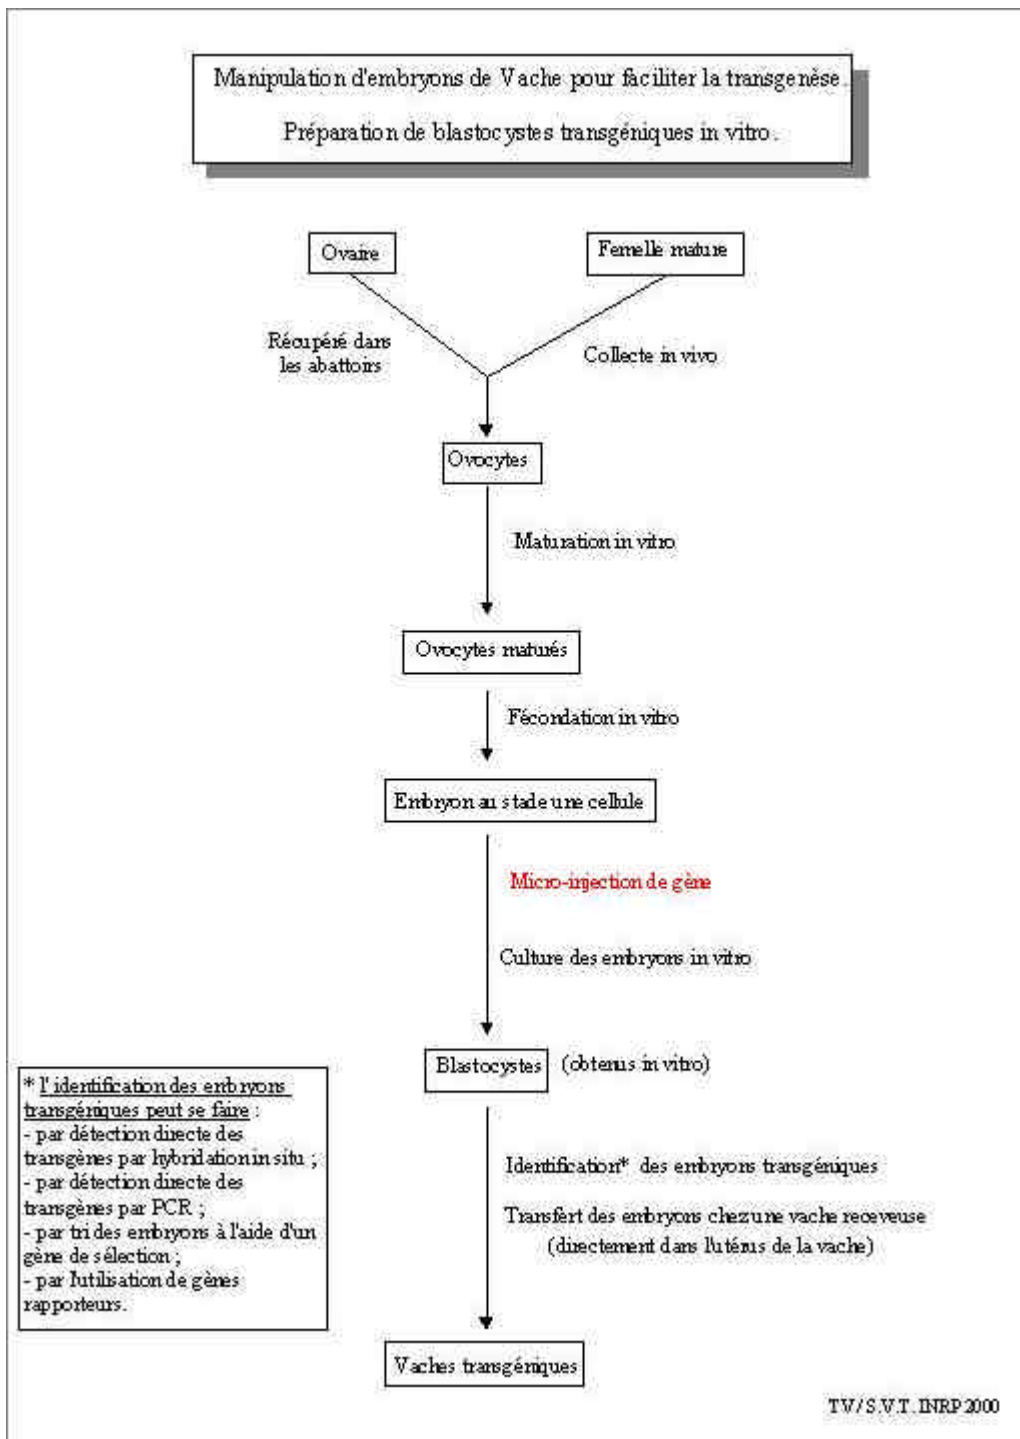 Manipulation d'embryons de Vache pour faciliter la transgenèse.
Préparation de blastocystes transgéniques in vitro.
Ovaire
Femelle mature
Récupéré dans
les abattoirs
Collecte in vivo
Ovocytes
Maturation in vitro
Ovocytes maturés
Fécondation in vitro
Embryon au stade une cellule
Micro-injection de gène
Culture des embryons in vitro
Blastocystes
(obtenus in vitro)
* l'identification des embryons
transgéniques peut se faire :
- par détection directe des
transgènes par hybridation in situ ;
- par détection directe des
transgènes par PCR ;
- par tri des embryons à l'aide d'un
gène de sélection ;
- par l'utilisation de gènes
rapporteurs.
Identification* des embryons transgéniques
Transfért des embryons chez une vache receveuse
(directement dans l'utérus de la vache)
Vaches transgéniques
TV/ S.V.T. INRP 2000